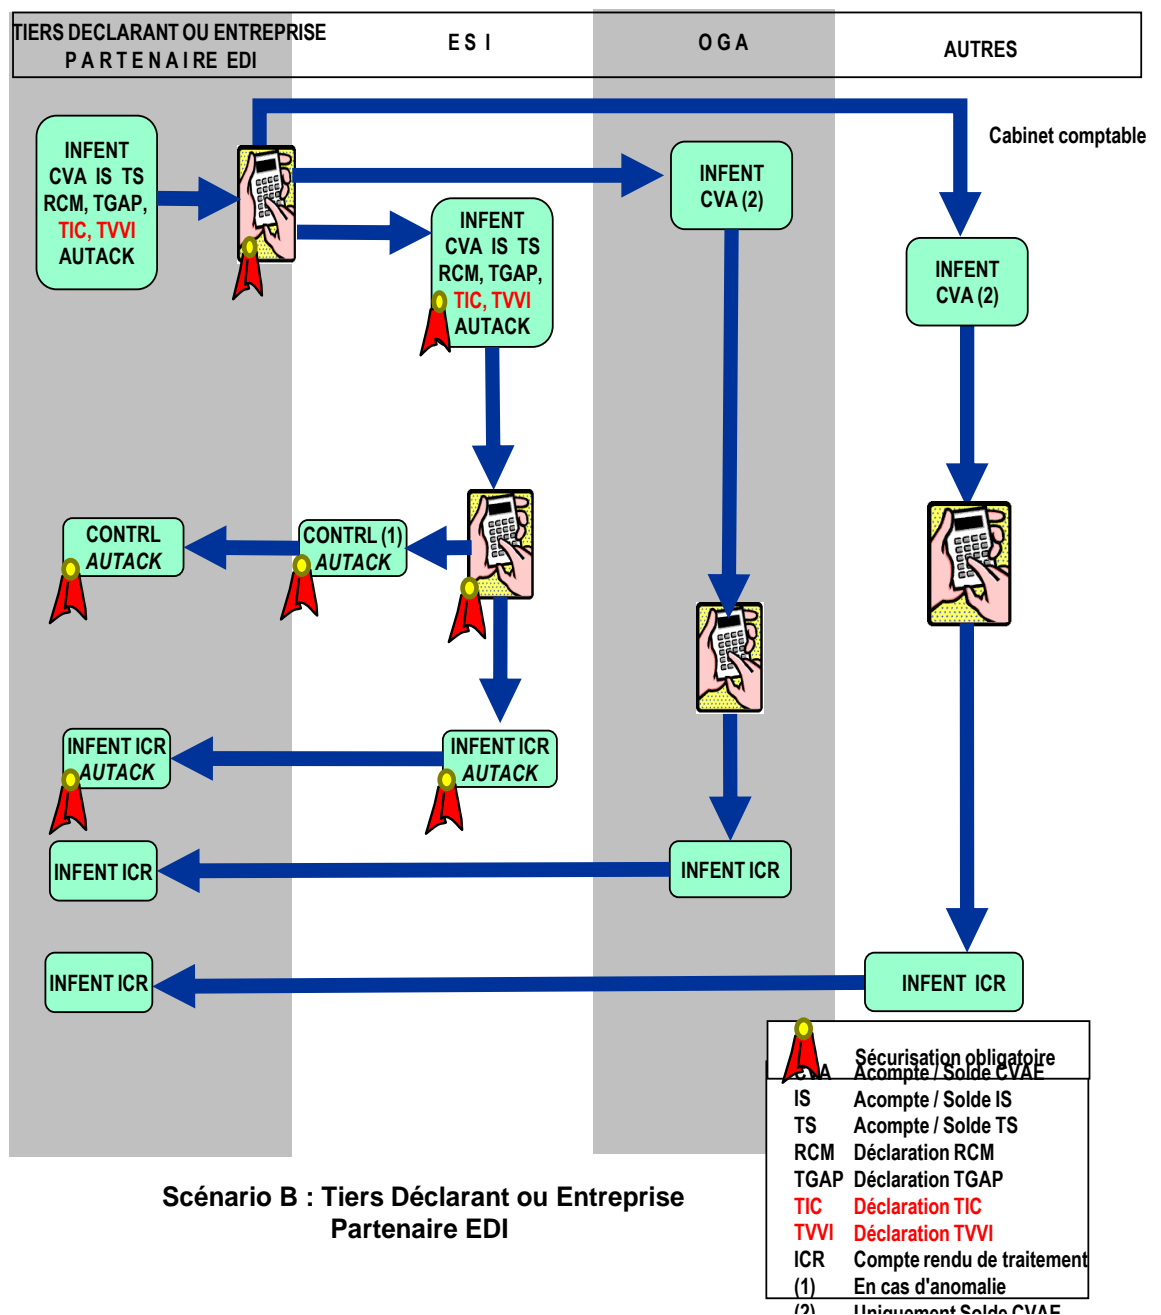 TIERS DECLARANT OU ENTREPRISE
PARTENAIRE EDI
ESI
OGA
AUTRES
Cabinet comptable
INFENT
CVA IS TS
RCM, TGAP,
TIC, TVVI
AUTACK
INFENT
CVA IS TS
RCM, TGAP,
TIC, TVVI
AUTACK
INFENT
CVA (2)
INFENT
CVA (2)
CONTRL
AUTACK
CONTRL (1)
AUTACK
INFENT ICR
AUTACK
INFENT ICR
AUTACK
INFENT ICR
INFENT ICR
INFENT ICR
INFENT ICR
Sécurisation obligatoire
CVA Acompte / Solde CVAE
IS Acompte / Solde IS
TS Acompte / Solde TS
RCM Déclaration RCM
TGAP Déclaration TGAP
TIC Déclaration TIC
TVVI Déclaration TVVI
ICR Compte rendu de traitement
(1) En cas d'anomalie
(2) Uniquement Solde CVAE
Scénario B : Tiers Déclarant ou Entreprise
Partenaire EDI